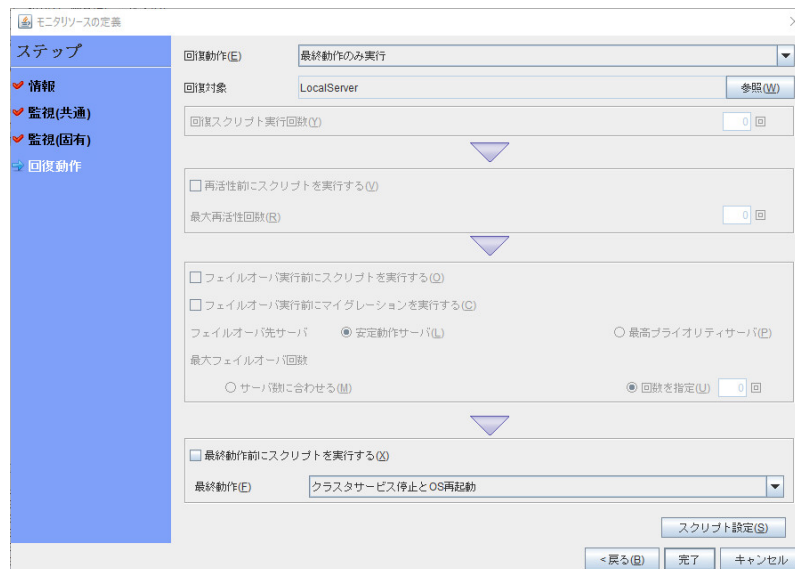 モニタリソースの定義
ステップ
情報
監視(共通)
監視(固有)
回復動作
回復動作(E) 最終動作のみ実行
回復対象 LocalServer 参照(W)
回復スクリプト実行回数(Y) 0 回
再活性前にスクリプトを実行する(V)
最大再活性回数(R) 0 回
フェイルオーバ実行前にスクリプトを実行する(O)
フェイルオーバ実行前にマイグレーションを実行する(C)
フェイルオーバ先サーバ 安定動作サーバ(L) 最高プライオリティサーバ(P)
最大フェイルオーバ回数
サーバ数に合わせる(M) 回数を指定(U) 0 回
最終動作前にスクリプトを実行する(X)
最終動作(F) クラスタサービス停止とOS再起動
スクリプト設定(S)
<戻る(B) 完了 キャンセル